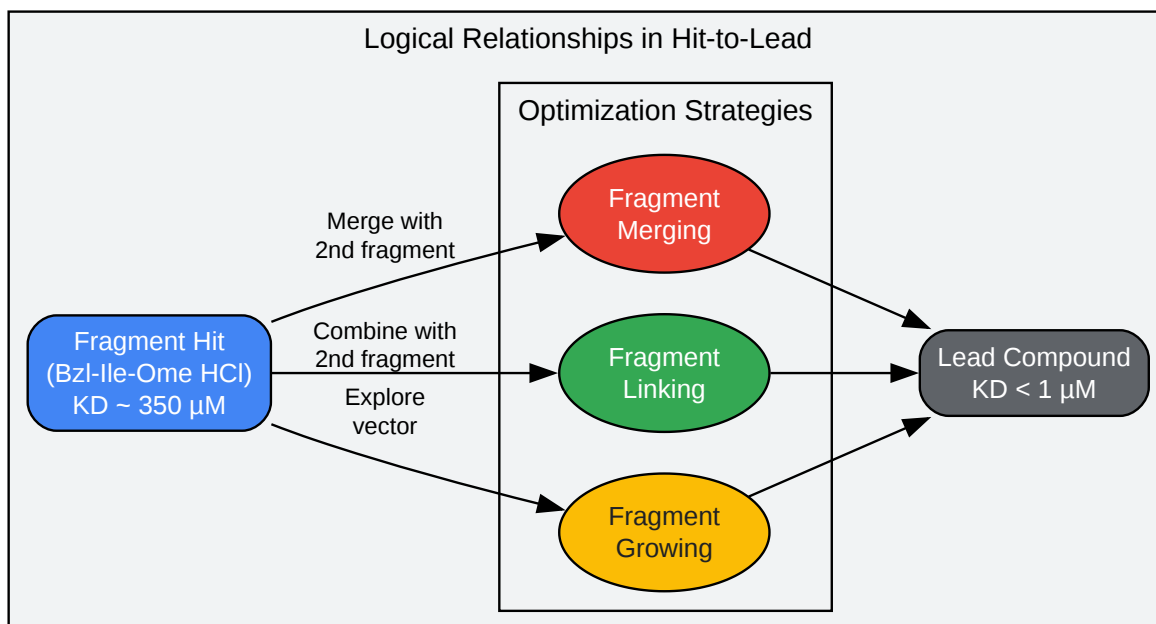 Logical Relationships in Hit-to-Lead
Optimization Strategies
Merge with
2nd fragment
Fragment
Merging
Fragment Hit
(Bzl-Ile-Ome HCl)
KD ~ 350 µM
Combine with
2nd fragment
Fragment
Linking
Lead Compound
KD < 1 µM
Explore
vector
Fragment
Growing